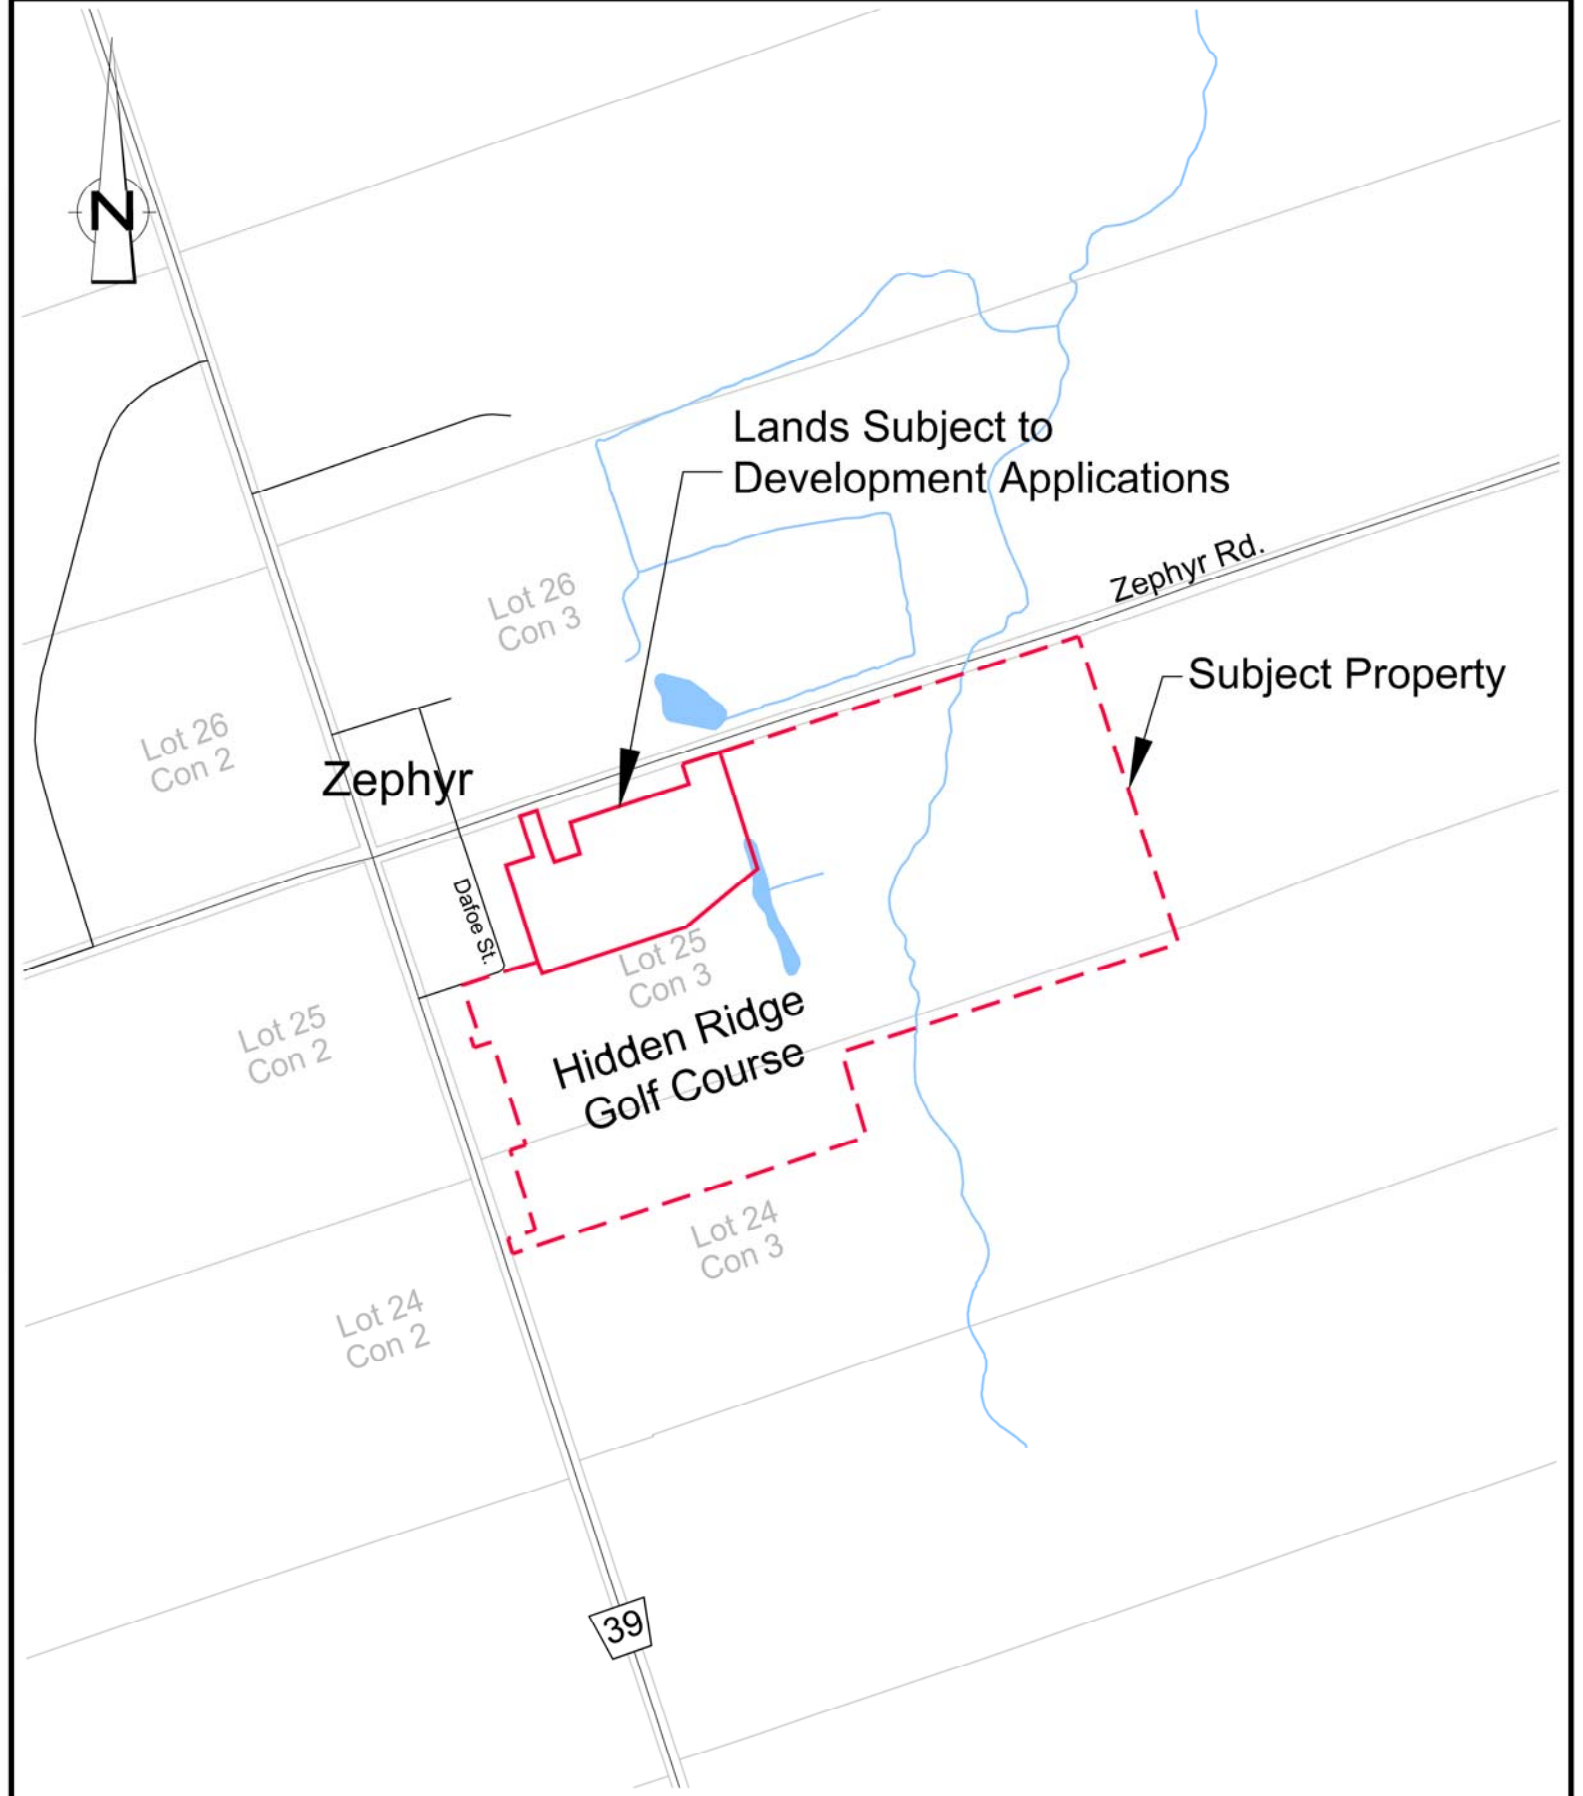 N
Lands Subject to
Development Applications
Zephyr Rd.
Lot 26
Con 3
Subject Property
Lot 26
Con 2
Zephyr
Dafoe St.
Lot 25
Con 3
Hidden Ridge
Golf Course
Lot 25
Con 2
Lot 24
Con 3
Lot 24
Con 2
39